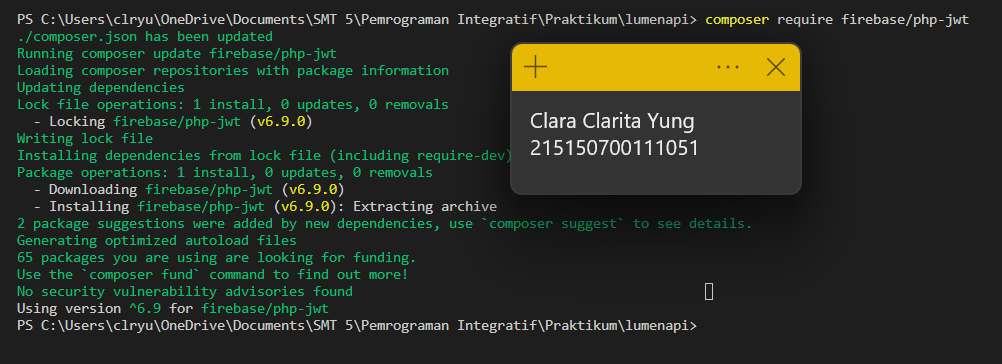 PS C:\Users\clryu\OneDrive\Documents\SMT 5\Pemrograman Integratif\Praktikum\lumenapi> composer require firebase/php-jwt
./composer.json has been updated
Running composer update firebase/php-jwt
Loading composer repositories with package information
Updating dependencies
Lock file operations: 1 install, 0 updates, 0 removals
  - Locking firebase/php-jwt (v6.9.0)
Writing lock file
Installing dependencies from lock file (including require-dev)
Package operations: 1 install, 0 updates, 0 removals
  - Downloading firebase/php-jwt (v6.9.0)
  - Installing firebase/php-jwt (v6.9.0): Extracting archive
2 package suggestions were added by new dependencies, use `composer suggest` to see details.
Generating optimized autoload files
65 packages you are using are looking for funding.
Use the `composer fund` command to find out more!
No security vulnerability advisories found
Using version ^6.9 for firebase/php-jwt
PS C:\Users\clryu\OneDrive\Documents\SMT 5\Pemrograman Integratif\Praktikum\lumenapi>
Clara Clarita Yung
215150700111051